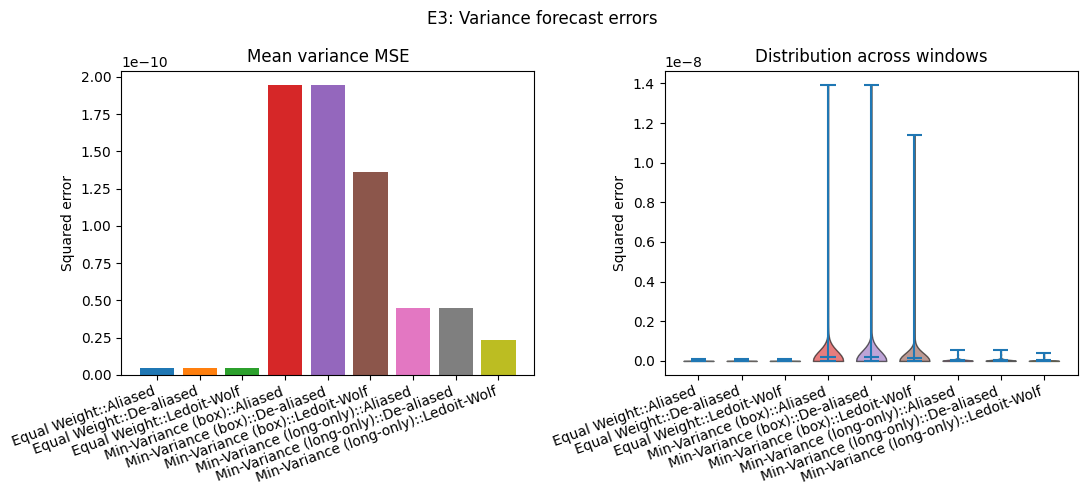 E3: Variance forecast errors
Mean variance MSE
1e−10
Squared error
2.00
1.75
1.50
1.25
1.00
0.75
0.50
0.25
0.00
Equal Weight::Aliased
Equal Weight::De-aliased
Equal Weight::Ledoit-Wolf
Min-Variance (box)::Aliased
Min-Variance (box)::De-aliased
Min-Variance (box)::Ledoit-Wolf
Min-Variance (long-only)::Aliased
Min-Variance (long-only)::De-aliased
Min-Variance (long-only)::Ledoit-Wolf
Distribution across windows
1e−8
Squared error
1.4
1.2
1.0
0.8
0.6
0.4
0.2
0.0
Equal Weight::Aliased
Equal Weight::De-aliased
Equal Weight::Ledoit-Wolf
Min-Variance (box)::Aliased
Min-Variance (box)::De-aliased
Min-Variance (box)::Ledoit-Wolf
Min-Variance (long-only)::Aliased
Min-Variance (long-only)::De-aliased
Min-Variance (long-only)::Ledoit-Wolf